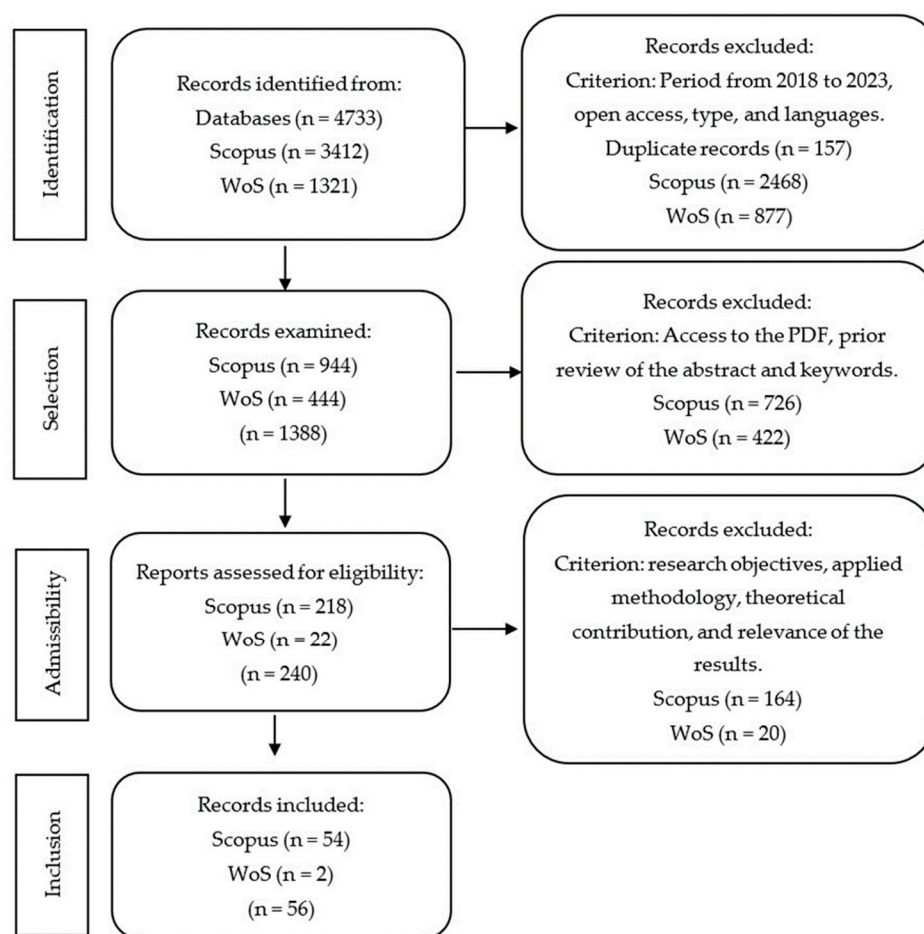 Identification
Records identified from:
Databases (n = 4733)
Scopus (n = 3412)
WoS (n = 1321)
Records excluded:
Criterion: Period from 2018 to 2023,
open access, type, and languages.
Duplicate records (n = 157)
Scopus (n = 2468)
WoS (n = 877)
Selection
Records examined:
Scopus (n = 944)
WoS (n = 444)
(n = 1388)
Records excluded:
Criterion: Access to the PDF, prior
review of the abstract and keywords.
Scopus (n = 726)
WoS (n = 422)
Admissibility
Reports assessed for eligibility:
Scopus (n = 218)
WoS (n = 22)
(n = 240)
Records excluded:
Criterion: research objectives, applied
methodology, theoretical
contribution, and relevance of the
results.
Scopus (n = 164)
WoS (n = 20)
Inclusion
Records included:
Scopus (n = 54)
WoS (n = 2)
(n = 56)